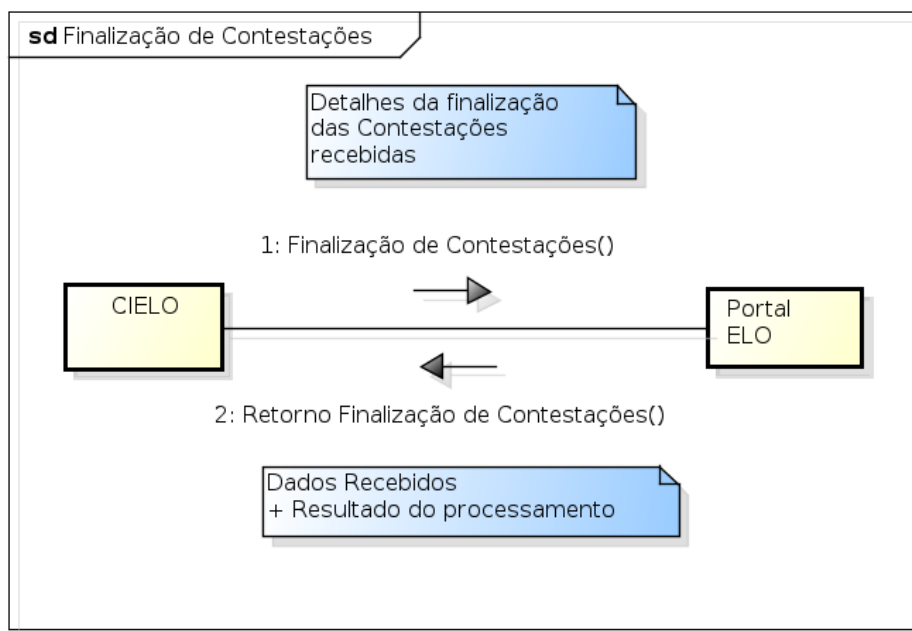 sd Finalização de Contestações
Detalhes da finalização
das Contestações
recebidas
1: Finalização de Contestações()
CIELO
Portal
ELO
2: Retorno Finalização de Contestações()
Dados Recebidos
+ Resultado do processamento